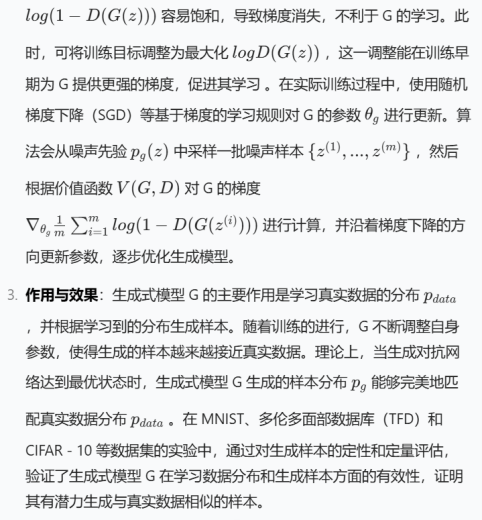 log(1 − D(G(z))) 容易饱和，导致梯度消失，不利于 G 的学习。此
时，可将训练目标调整为最大化 logD(G(z))，这一调整能在训练早
期为 G 提供更强的梯度，促进其学习 。在实际训练过程中，使用随机
梯度下降（SGD）等基于梯度的学习规则对 G 的参数 θ_g 进行更新。算
法会从噪声先验 p_g(z) 中采样一批噪声样本 {z^(1), ..., z^(m)}，然后
根据价值函数 V(G, D) 对 G 的梯度
∇_θ_g 1/m ∑_{i=1}^m log(1 − D(G(z^(i)))) 进行计算，并沿着梯度下降的方
向更新参数，逐步优化生成模型。
3. 作用与效果：生成式模型 G 的主要作用是学习真实数据的分布 p_data
，并根据学习到的分布生成样本。随着训练的进行，G 不断调整自身
参数，使得生成的样本越来越接近真实数据。理论上，当生成对抗网
络达到最优状态时，生成式模型 G 生成的样本分布 p_g 能够完美地匹
配真实数据分布 p_data 。在 MNIST、多伦多面部数据库（TFD）和
CIFAR - 10 等数据集的实验中，通过对生成样本的定性和定量评估，
验证了生成式模型 G 在学习数据分布和生成样本方面的有效性，证明
其有潜力生成与真实数据相似的样本。